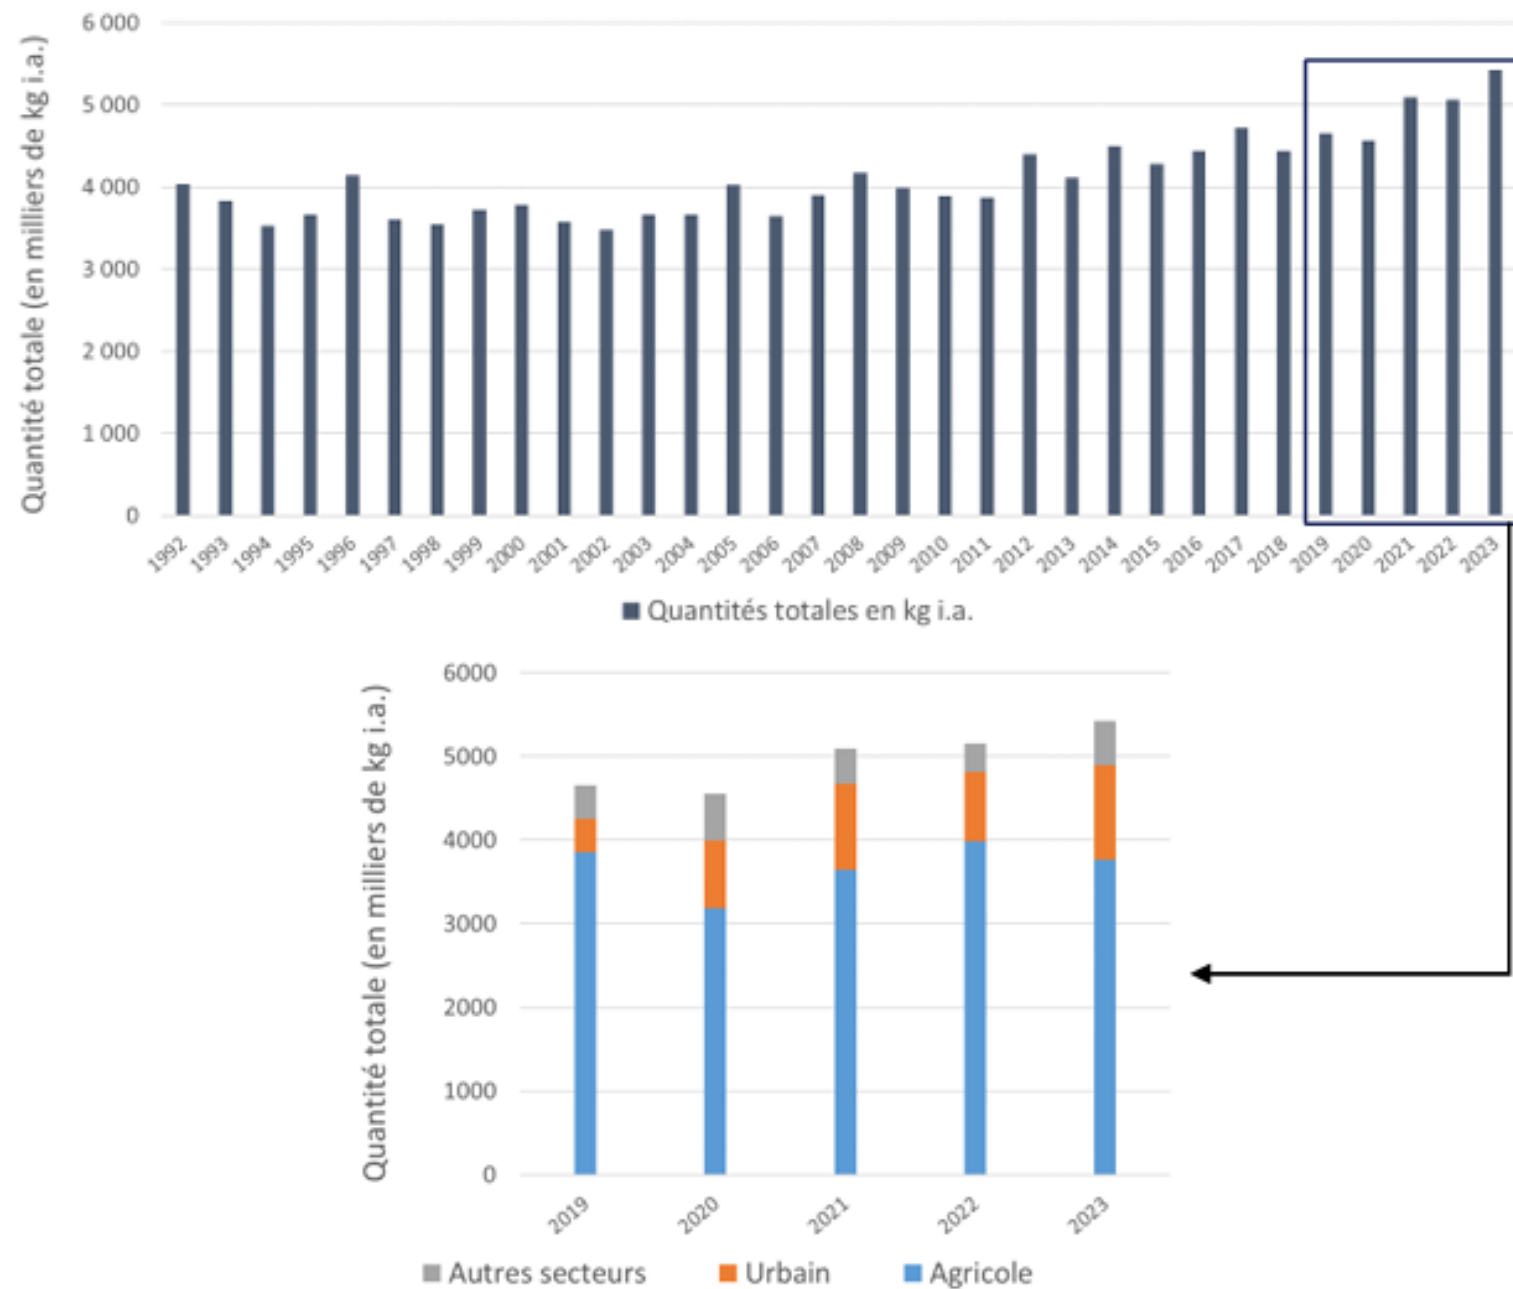 Quantité totale (en milliers de kg i.a.)
6 000
5 000
4 000
3 000
2 000
1 000
0
1992 1993 1994 1995 1996 1997 1998 1999 2000 2001 2002 2003 2004 2005 2006 2007 2008 2009 2010 2011 2012 2013 2014 2015 2016 2017 2018 2019 2020 2021 2022 2023
Quantités totales en kg i.a.
Quantité totale (en milliers de kg i.a.)
6000
5000
4000
3000
2000
1000
0
2019 2020 2021 2022 2023
Autres secteurs Urbain Agricole